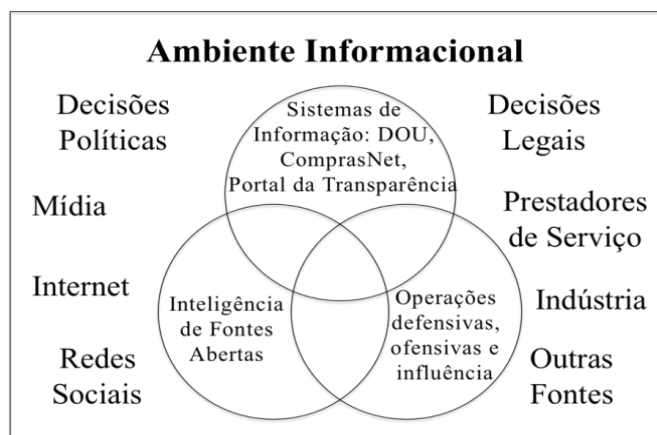 Ambiente Informacional
Decisões
Políticas
Sistemas de
Informação: DOU,
ComprasNet,
Portal da Transparência
Decisões
Legais
Mídia
Prestadores
de Serviço
Internet
Inteligência
de Fontes
Abertas
Operações
defensivas,
ofensivas e
influência
Indústria
Redes
Sociais
Outras
Fontes